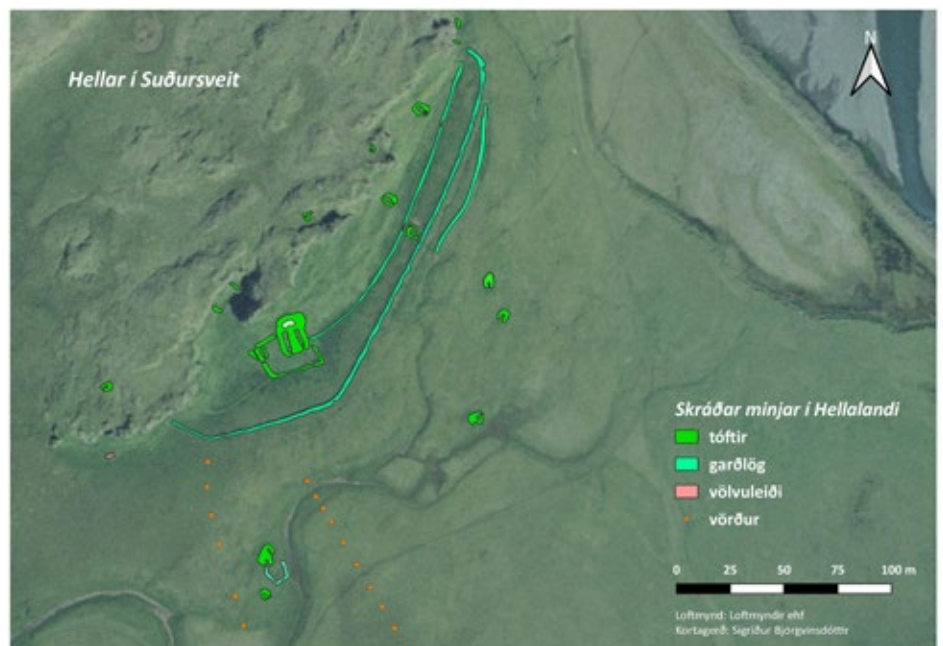 Hellar í Suðursveit
N
Skráðar minjar í Hellalandi
tóftir
garðlög
völvuleiði
vörður
0 25 50 75 100 m
Loftmynd: Loftmyndir ehf
Kortagerð: Sigríður Björgvinsdóttir